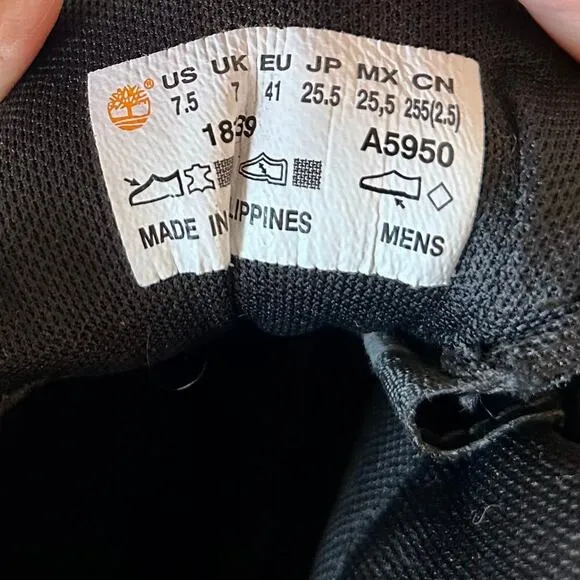 US UK EU JP MX CN
7.5 7 41 25.5 25,5 255(2.5)
A5950
MADE IN MENS